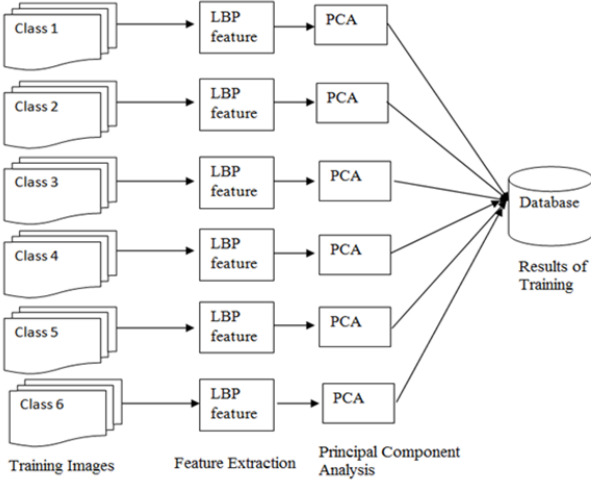 Class 1
LBP
feature
PCA
Class 2
LBP
feature
PCA
Class 3
LBP
feature
PCA
Database
Class 4
LBP
feature
PCA
Results of
Training
Class 5
LBP
feature
PCA
Class 6
LBP
feature
PCA
Training Images
Feature Extraction
Principal Component
Analysis